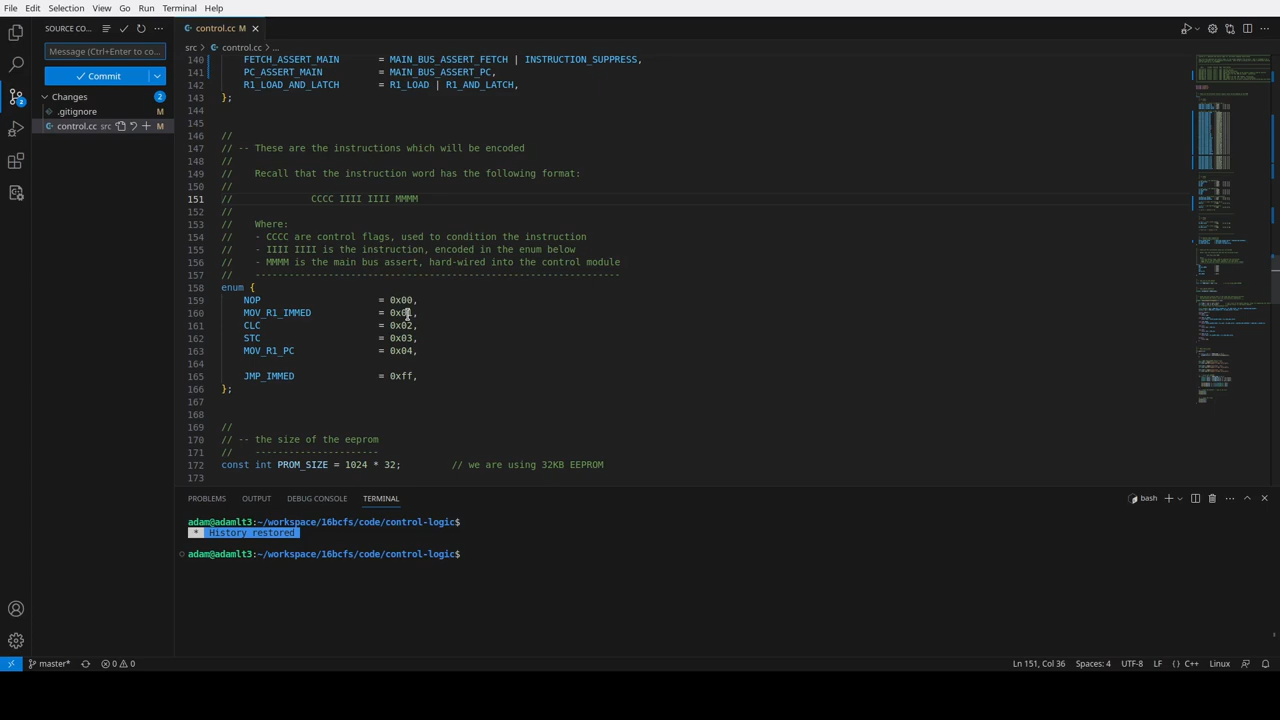 File Edit Selection View Go Run Terminal Help
SOURCE CO...
control.cc M
src > control.cc > ...
Message (Ctrl+Enter to co...
Commit
Changes 2
.gitignore M
control.cc src M
2
140 FETCH_ASSERT_MAIN = MAIN_BUS_ASSERT_FETCH | INSTRUCTION_SUPPRESS,
141 PC_ASSERT_MAIN = MAIN_BUS_ASSERT_PC,
142 R1_LOAD_AND_LATCH = R1_LOAD | R1_AND_LATCH,
143 };
144
145
146 //
147 // -- These are the instructions which will be encoded
148 //
149 // Recall that the instruction word has the following format:
150 //
151 // CCCC IIII IIII MMMM
152 //
153 // Where:
154 // - CCCC are control flags, used to condition the instruction
155 // - IIII IIII is the instruction, encoded in the enum below
156 // - MMMM is the main bus assert, hard-wired into the control module
157 // -----------------------------------------------------------------
158 enum {
159 NOP = 0x00,
160 MOV_R1_IMMED = 0x01,
161 CLC = 0x02,
162 STC = 0x03,
163 MOV_R1_PC = 0x04,
164
165 JMP_IMMED = 0xff,
166 };
167
168
169 //
170 // -- the size of the eeprom
171 // ----------------------
172 const int PROM_SIZE = 1024 * 32; // we are using 32KB EEPROM
173
PROBLEMS OUTPUT DEBUG CONSOLE TERMINAL
bash
adam@adamlt3:~/workspace/16bcfs/code/control-logic$
* History restored
adam@adamlt3:~/workspace/16bcfs/code/control-logic$
master* 0 0
Ln 151, Col 36 Spaces: 4 UTF-8 LF {} C++ Linux